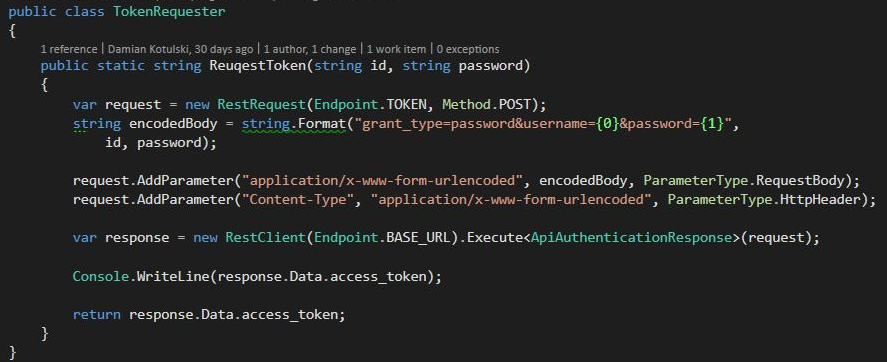 public class TokenRequester
{
1 reference | Damian Kotulski, 30 days ago | 1 author, 1 change | 1 work item | 0 exceptions
public static string ReuqestToken(string id, string password)
{
var request = new RestRequest(Endpoint.TOKEN, Method.POST);
string encodedBody = string.Format("grant_type=password&username={0}&password={1}",
id, password);
request.AddParameter("application/x-www-form-urlencoded", encodedBody, ParameterType.RequestBody);
request.AddParameter("Content-Type", "application/x-www-form-urlencoded", ParameterType.HttpHeader);
var response = new RestClient(Endpoint.BASE_URL).Execute<ApiAuthenticationResponse>(request);
Console.WriteLine(response.Data.access_token);
return response.Data.access_token;
}
}